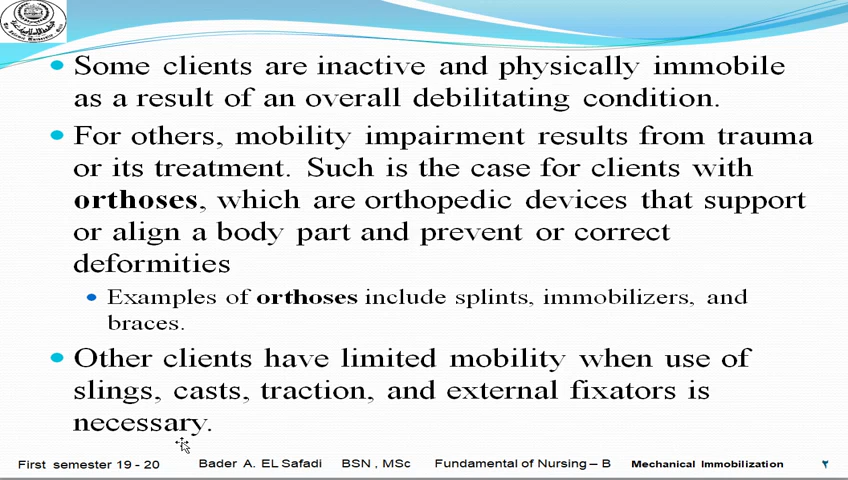 Some clients are inactive and physically immobile
as a result of an overall debilitating condition.
For others, mobility impairment results from trauma
or its treatment. Such is the case for clients with
orthoses, which are orthopedic devices that support
or align a body part and prevent or correct
deformities
Examples of orthoses include splints, immobilizers, and
braces.
Other clients have limited mobility when use of
slings, casts, traction, and external fixators is
necessary.
First semester 19 - 20 Bader A. EL Safadi BSN , MSc Fundamental of Nursing – B Mechanical Immobilization ٢